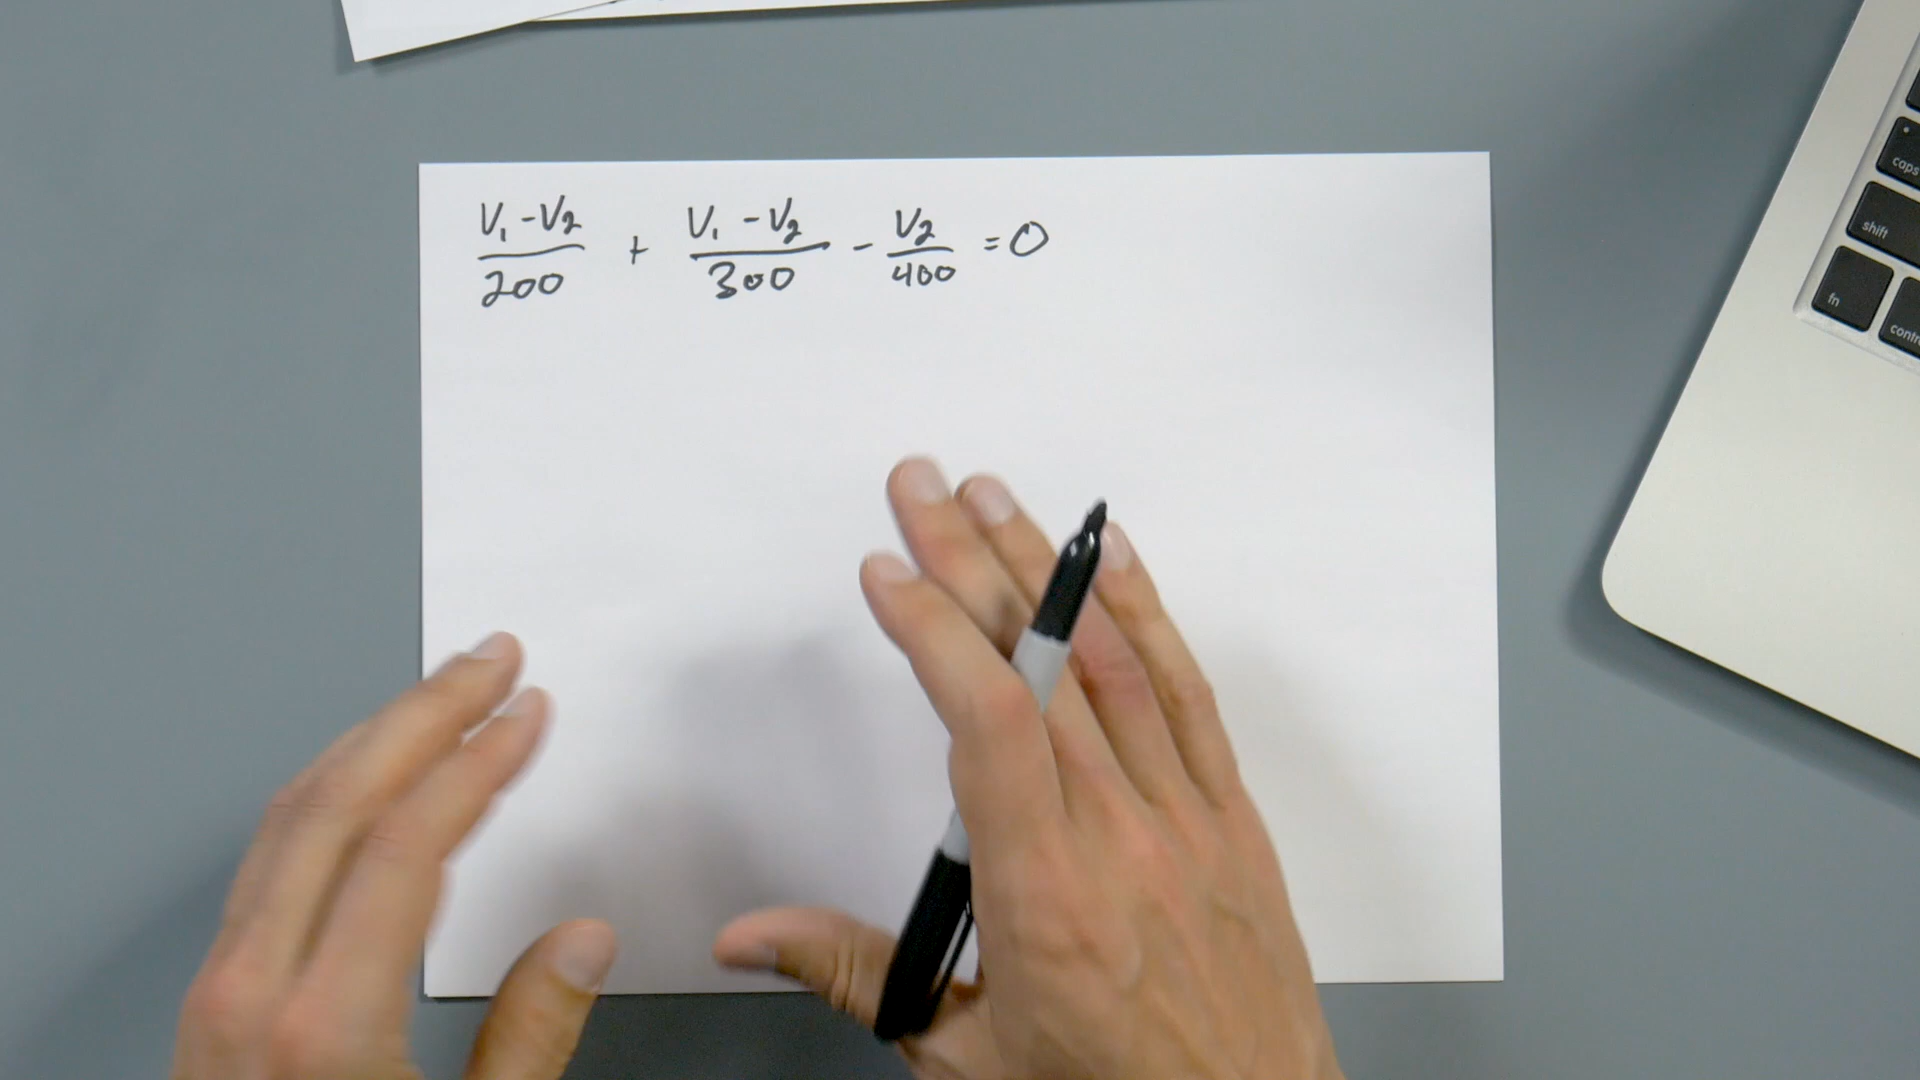 V₁ - V₂ / 200 + V₁ - V₂ / 300 - V₂ / 400 = 0
caps
shift
fn